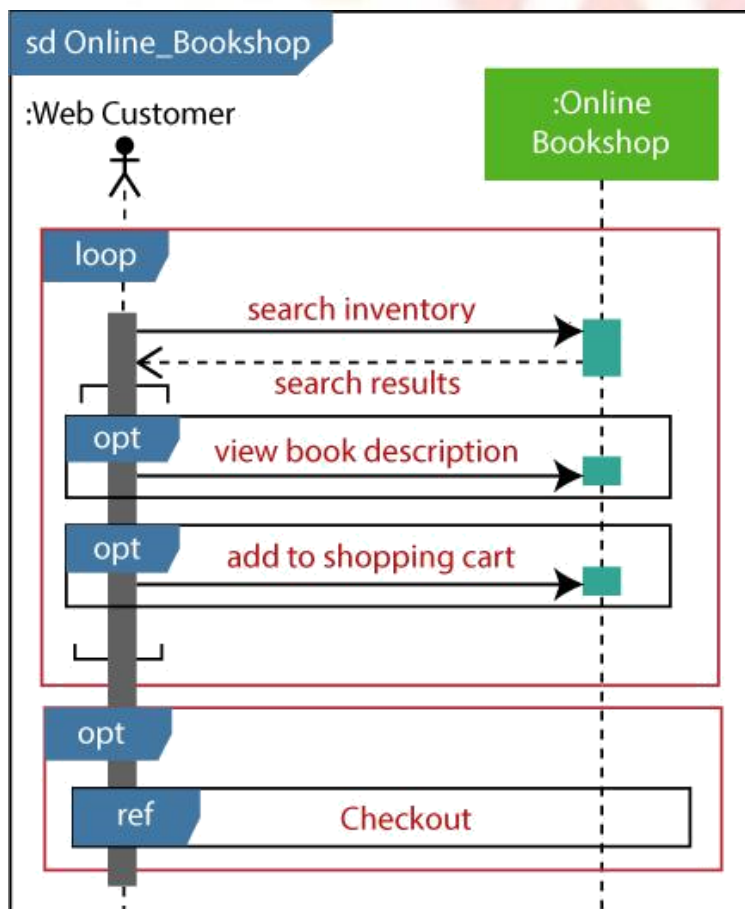 sd Online_Bookshop
:Web Customer
:Online
Bookshop
loop
search inventory
search results
opt
view book description
opt
add to shopping cart
opt
ref
Checkout